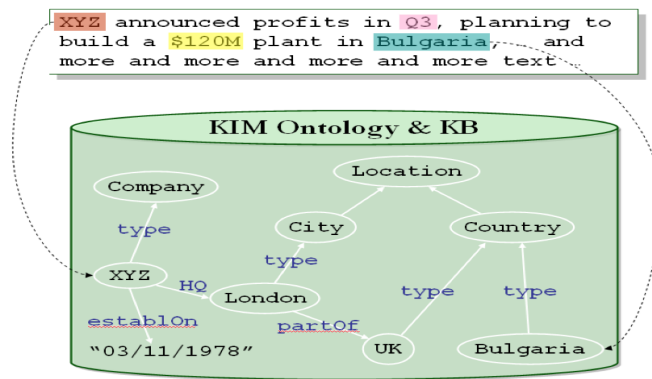 XYZ announced profits in Q3, planning to
build a $120M plant in Bulgaria, and
more and more and more and more text
KIM Ontology & KB
Location
Company
City
Country
type
type
XYZ
HQ
type
type
London
establOn
partOf
"03/11/1978"
UK
Bulgaria